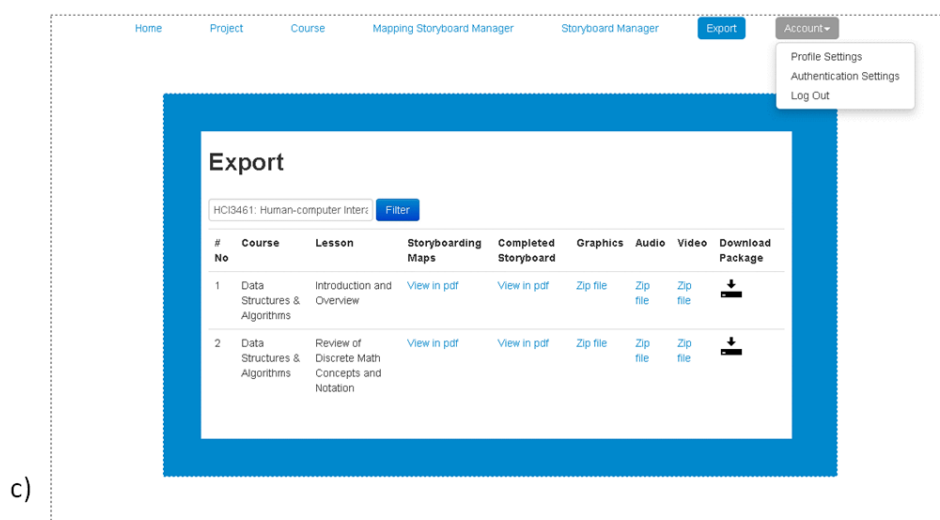 Home Project Course Mapping Storyboard Manager Storyboard Manager Export Account
Profile Settings
Authentication Settings
Log Out
Export
HCI3461: Human-computer Intera Filter
# No Course Lesson Storyboarding Maps Completed Storyboard Graphics Audio Video Download Package
1 Data Structures & Algorithms Introduction and Overview View in pdf View in pdf Zip file Zip file Zip file
2 Data Structures & Algorithms Review of Discrete Math Concepts and Notation View in pdf View in pdf Zip file Zip file Zip file
c)